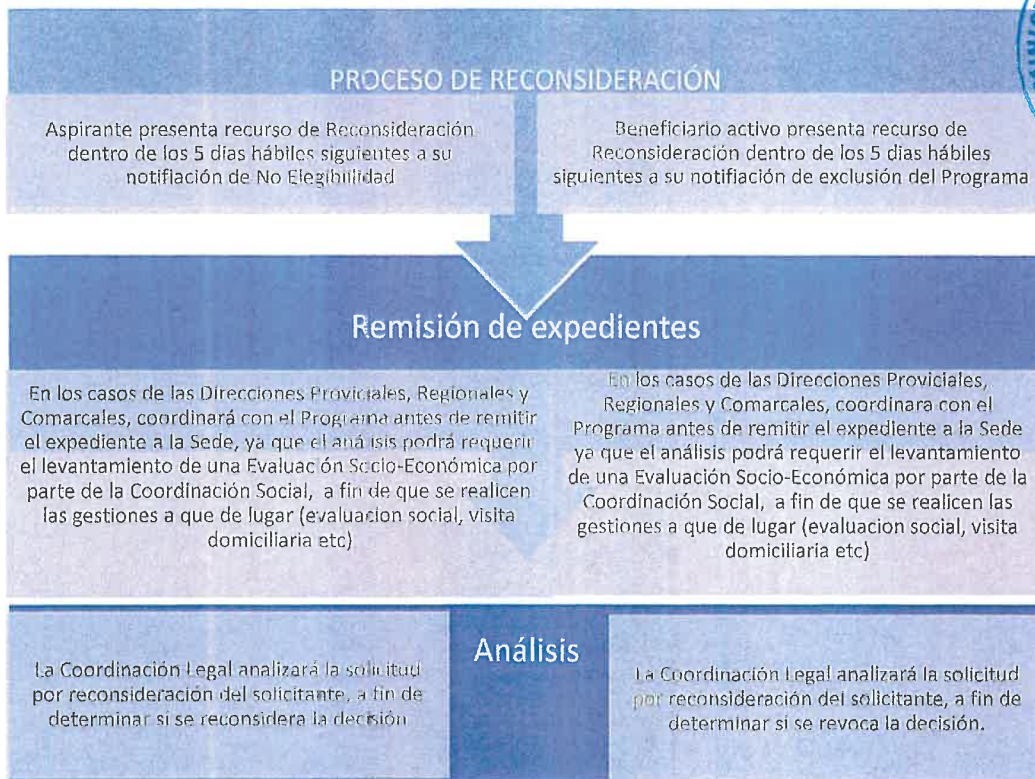 PROCESO DE RECONSIDERACIÓN
Aspirante presenta recurso de Reconsideración
dentro de los 5 dias hábiles siguientes a su
notifiación de No Elegibilidad
Beneficiario activo presenta recurso de
Reconsideración dentro de los 5 dias hábiles
siguientes a su notifiación de exclusión del Programa
Remisión de expedientes
En los casos de las Direcciones Proviciales, Regionales y
Comarcales, coordinará con el Programa antes de remitir
el expediente a la Sede, ya que el análisis podrá requerir
el levantamiento de una Evaluación Socio-Económica por
parte de la Coordinación Social, a fin de que se realicen
las gestiones a que de lugar (evaluacion social, visita
domiciliaria etc)
En los casos de las Direcciones Proviciales,
Regionales y Comarcales, coordinara con el
Programa antes de remitir el expediente a la Sede
ya que el análisis podrá requerir el levantamiento
de una Evaluación Socio-Económica por parte de la
Coordinación Social, a fin de que se realicen las
gestiones a que de lugar (evaluacion social, visita
domiciliaria etc)
Análisis
La Coordinación Legal analizará la solicitud
por reconsideración del solicitante, a fin de
determinar si se reconsidera la decisión
La Coordinación Legal analizará la solicitud
por reconsideración del solicitante, a fin de
determinar si se revoca la decisión.